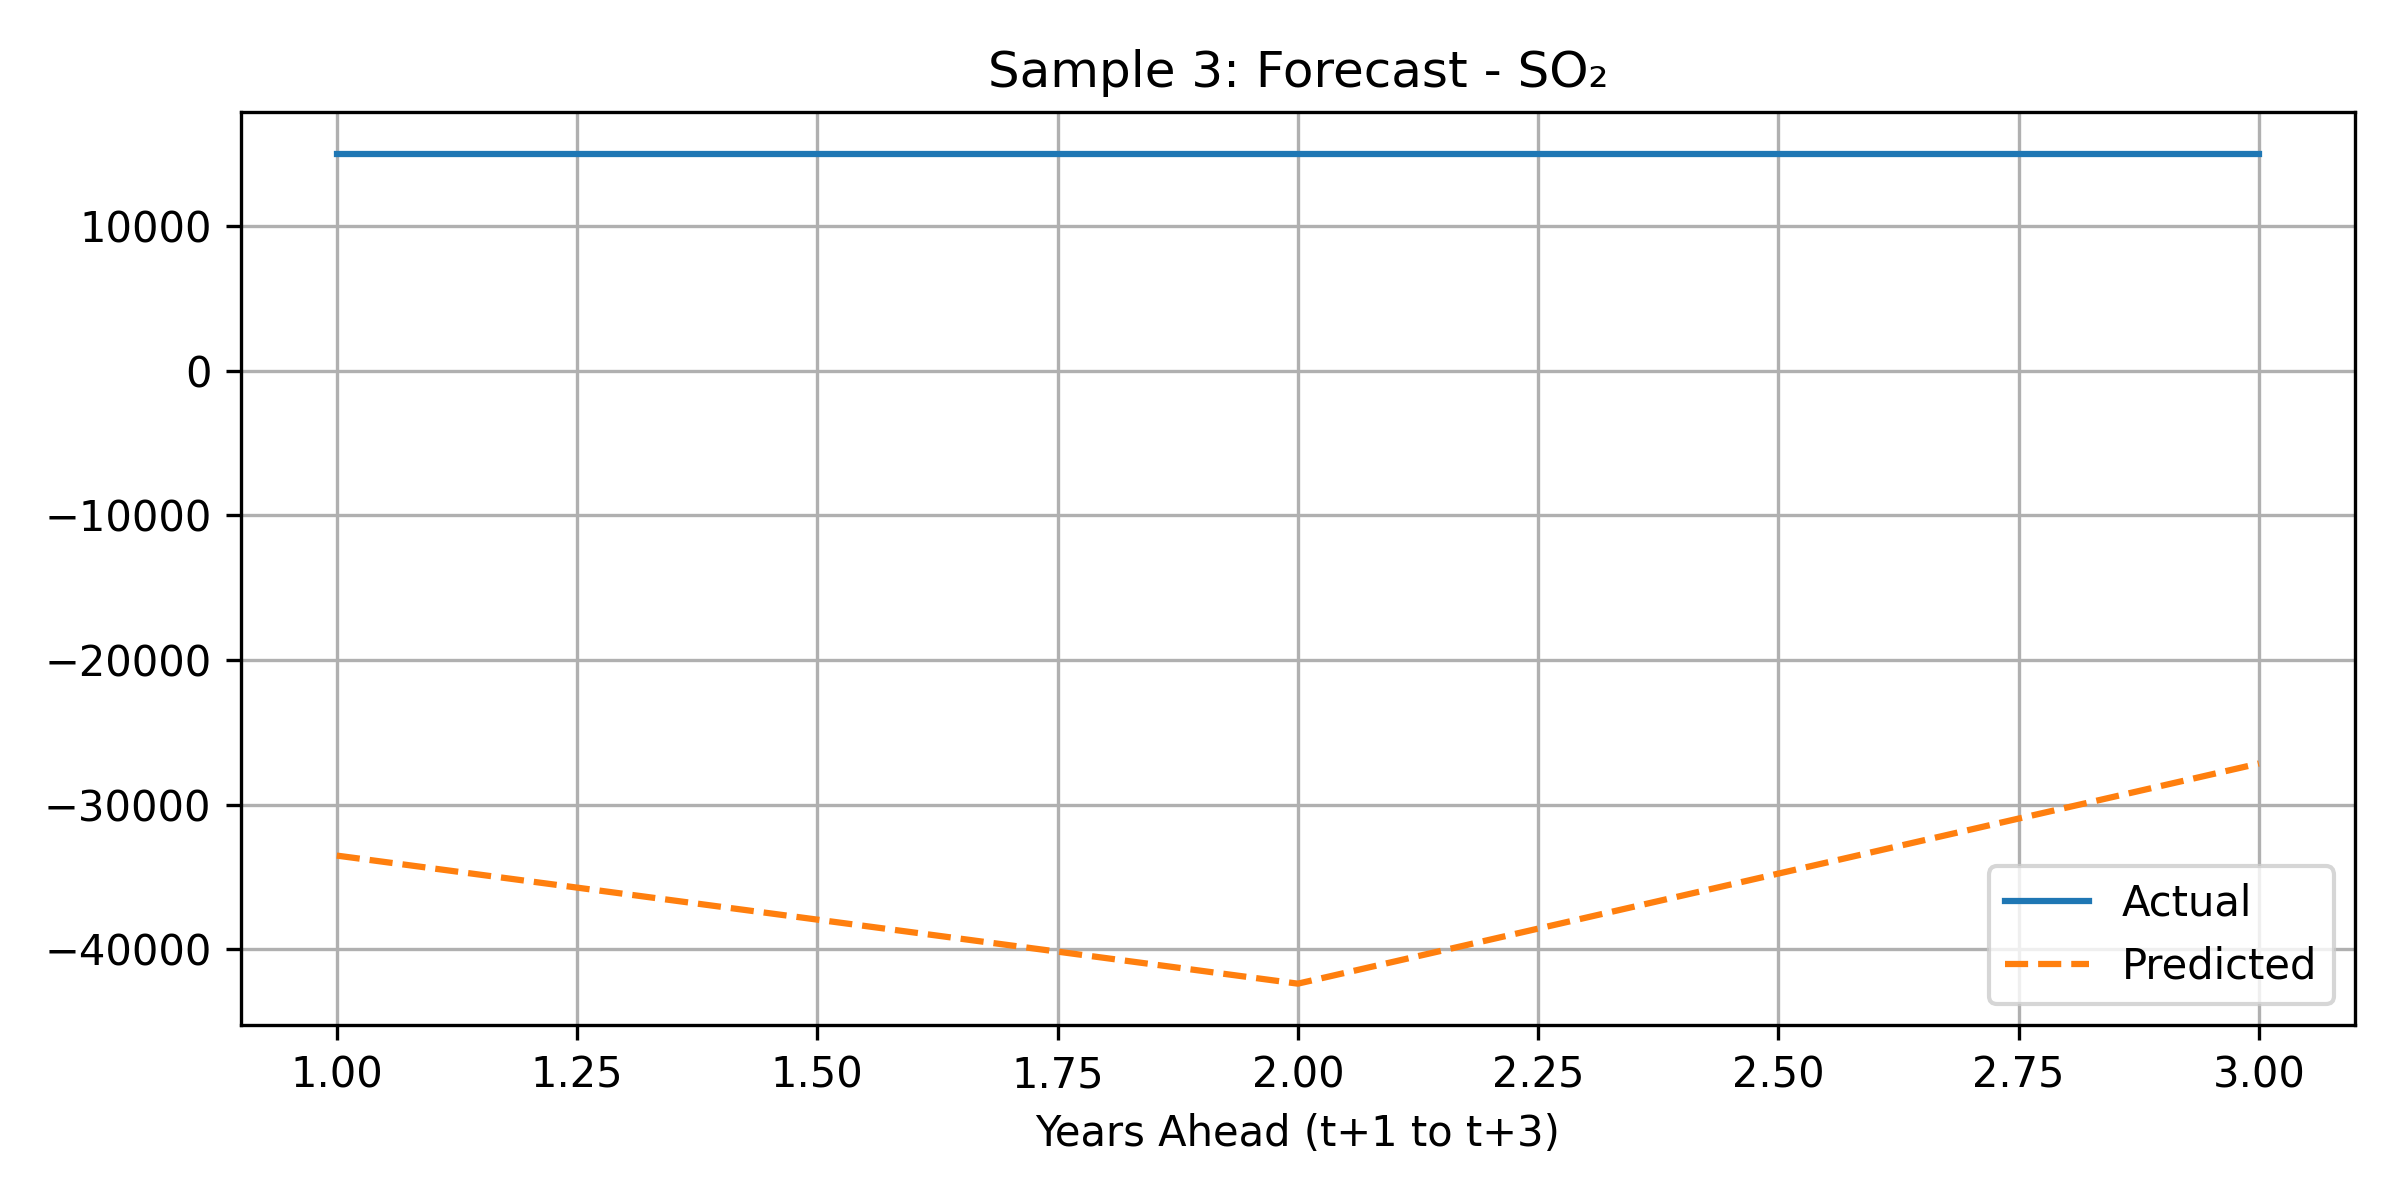 Sample 3: Forecast - SO₂
10000
0
−10000
−20000
−30000
−40000
Actual
Predicted
1.00 1.25 1.50 1.75 2.00 2.25 2.50 2.75 3.00
Years Ahead (t+1 to t+3)